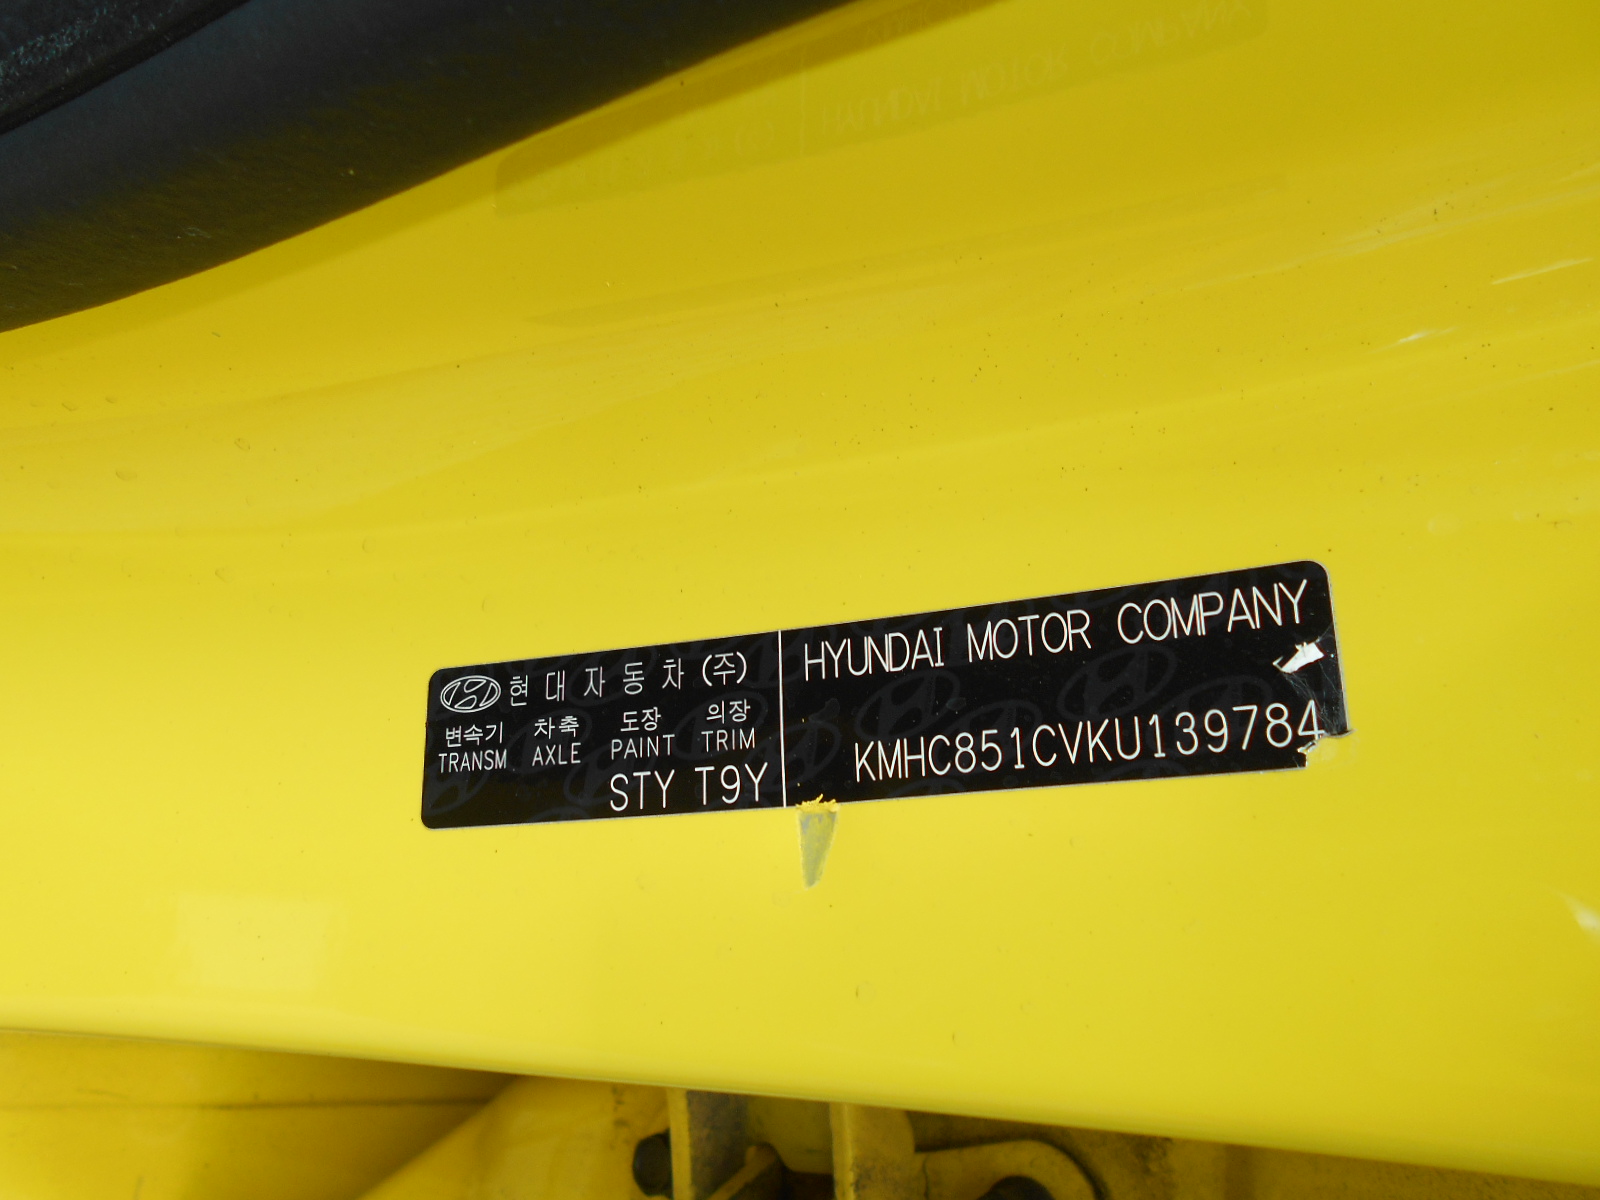 현대자동차(주)
변속기 차축 도장 의장
TRANSM AXLE PAINT TRIM
STY T9Y
HYUNDAI MOTOR COMPANY
KMHC851CVKU139784